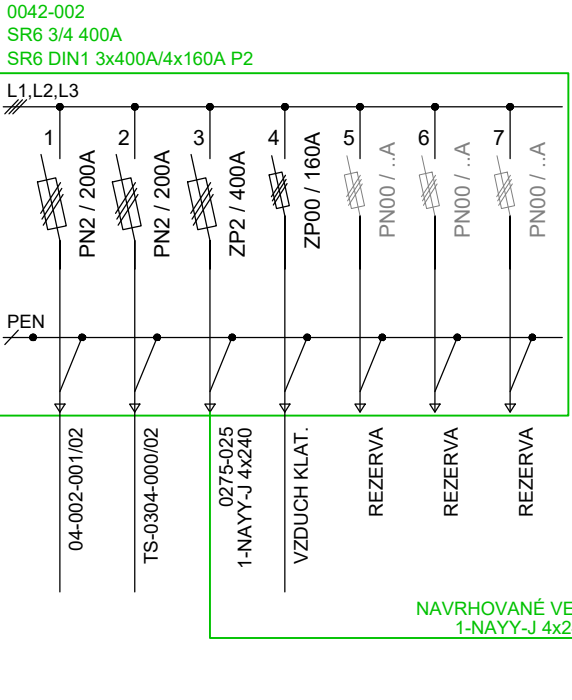 0042-002
SR6 3/4 400A
SR6 DIN1 3x400A/4x160A P2
L1,L2,L3
1
2
3
4
5
6
7
PN2 / 200A
PN2 / 200A
ZP2 / 400A
ZP00 / 160A
PN00 / ..A
PN00 / ..A
PN00 / ..A
PEN
04-002-001/02
TS-0304-000/02
0275-025
1-NAYY-J 4x240
VZDUCH KLAT.
REZERVA
REZERVA
REZERVA
NAVRHOVANÉ VE
1-NAYY-J 4x2